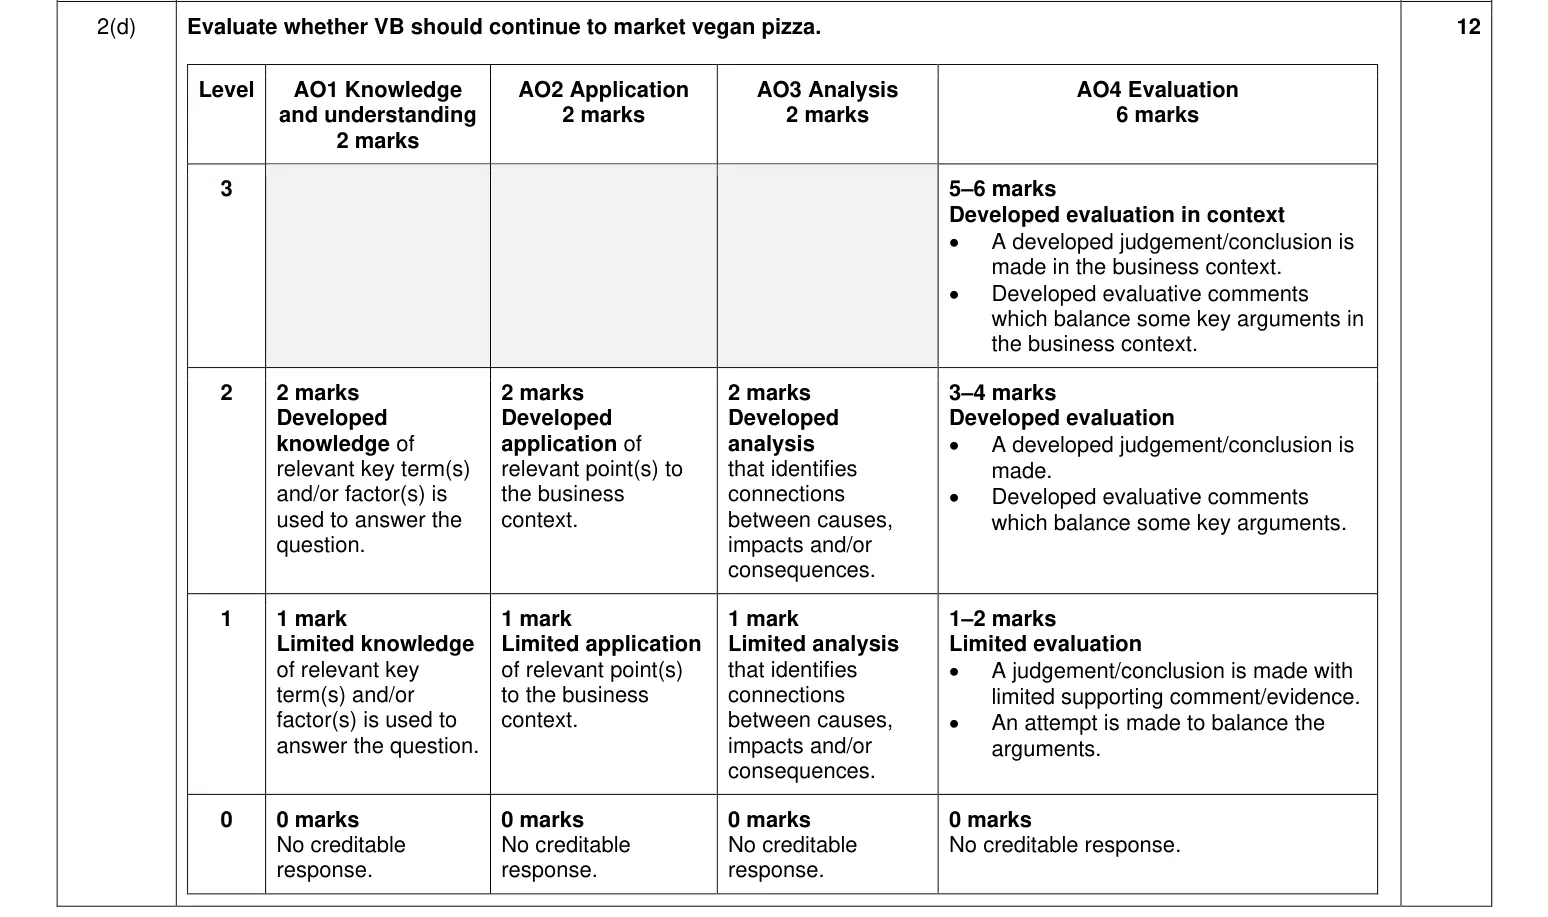 2(d)
Evaluate whether VB should continue to market vegan pizza.
12
Level
AO1 Knowledge
and understanding
2 marks
AO2 Application
2 marks
AO3 Analysis
2 marks
AO4 Evaluation
6 marks
3
5–6 marks
Developed evaluation in context
• A developed judgement/conclusion is
made in the business context.
• Developed evaluative comments
which balance some key arguments in
the business context.
2
2 marks
Developed
knowledge of
relevant key term(s)
and/or factor(s) is
used to answer the
question.
2 marks
Developed
application of
relevant point(s) to
the business
context.
2 marks
Developed
analysis
that identifies
connections
between causes,
impacts and/or
consequences.
3–4 marks
Developed evaluation
• A developed judgement/conclusion is
made.
• Developed evaluative comments
which balance some key arguments.
1
1 mark
Limited knowledge
of relevant key
term(s) and/or
factor(s) is used to
answer the question.
1 mark
Limited application
of relevant point(s)
to the business
context.
1 mark
Limited analysis
that identifies
connections
between causes,
impacts and/or
consequences.
1–2 marks
Limited evaluation
• A judgement/conclusion is made with
limited supporting comment/evidence.
• An attempt is made to balance the
arguments.
0
0 marks
No creditable
response.
0 marks
No creditable
response.
0 marks
No creditable
response.
0 marks
No creditable response.